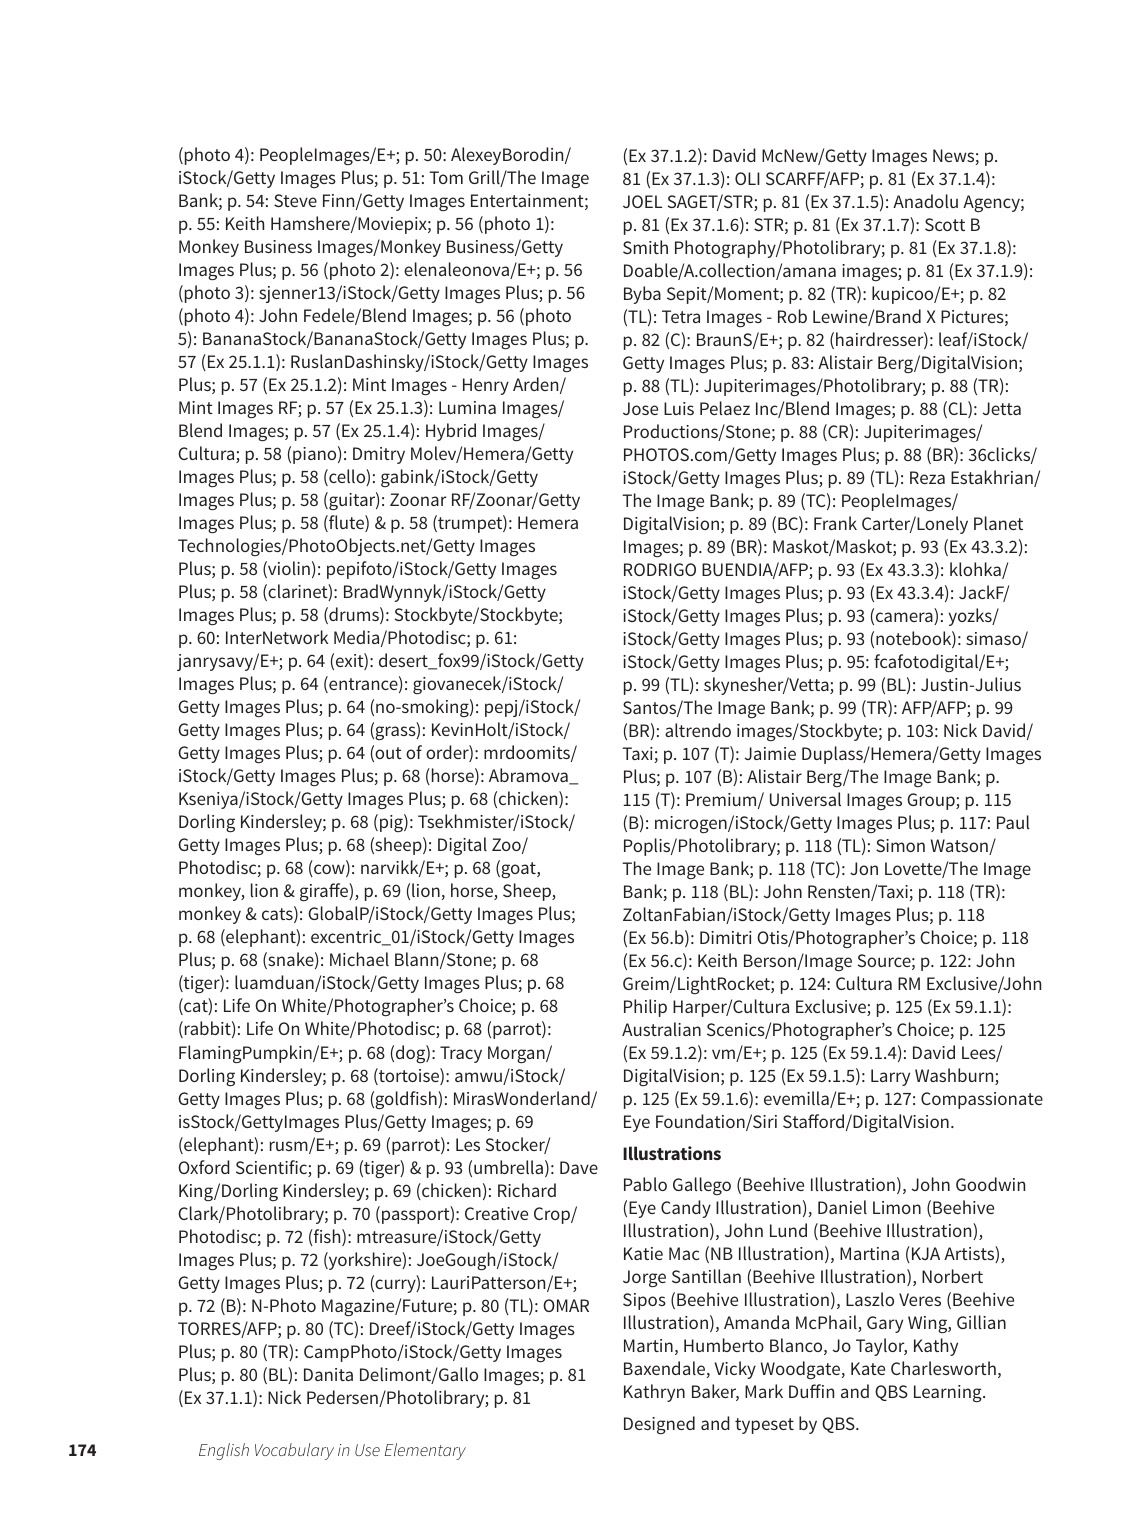 (photo 4): PeopleImages/E+; p. 50: AlexeyBorodin/
iStock/Getty Images Plus; p. 51: Tom Grill/The Image
Bank; p. 54: Steve Finn/Getty Images Entertainment;
p. 55: Keith Hamshere/Moviepix; p. 56 (photo 1):
Monkey Business Images/Monkey Business/Getty
Images Plus; p. 56 (photo 2): elenaleonova/E+; p. 56
(photo 3): sjenner13/iStock/Getty Images Plus; p. 56
(photo 4): John Fedele/Blend Images; p. 56 (photo
5): BananaStock/BananaStock/Getty Images Plus; p.
57 (Ex 25.1.1): RuslanDashinsky/iStock/Getty Images
Plus; p. 57 (Ex 25.1.2): Mint Images - Henry Arden/
Mint Images RF; p. 57 (Ex 25.1.3): Lumina Images/
Blend Images; p. 57 (Ex 25.1.4): Hybrid Images/
Cultura; p. 58 (piano): Dmitry Molev/Hemera/Getty
Images Plus; p. 58 (cello): gabink/iStock/Getty
Images Plus; p. 58 (guitar): Zoonar RF/Zoonar/Getty
Images Plus; p. 58 (flute) & p. 58 (trumpet): Hemera
Technologies/PhotoObjects.net/Getty Images
Plus; p. 58 (violin): pepifoto/iStock/Getty Images
Plus; p. 58 (clarinet): BradWynnyk/iStock/Getty
Images Plus; p. 58 (drums): Stockbyte/Stockbyte;
p. 60: InterNetwork Media/Photodisc; p. 61:
janrysavy/E+; p. 64 (exit): desert_fox99/iStock/Getty
Images Plus; p. 64 (entrance): giovanecek/iStock/
Getty Images Plus; p. 64 (no-smoking): pepj/iStock/
Getty Images Plus; p. 64 (grass): KevinHolt/iStock/
Getty Images Plus; p. 64 (out of order): mrdoomits/
iStock/Getty Images Plus; p. 68 (horse): Abramova_
Kseniya/iStock/Getty Images Plus; p. 68 (chicken):
Dorling Kindersley; p. 68 (pig): Tsekhmister/iStock/
Getty Images Plus; p. 68 (sheep): Digital Zoo/
Photodisc; p. 68 (cow): narvikk/E+; p. 68 (goat,
monkey, lion & giraffe), p. 69 (lion, horse, Sheep,
monkey & cats): GlobalP/iStock/Getty Images Plus;
p. 68 (elephant): excentric_01/iStock/Getty Images
Plus; p. 68 (snake): Michael Blann/Stone; p. 68
(tiger): luamduan/iStock/Getty Images Plus; p. 68
(cat): Life On White/Photographer’s Choice; p. 68
(rabbit): Life On White/Photodisc; p. 68 (parrot):
FlamingPumpkin/E+; p. 68 (dog): Tracy Morgan/
Dorling Kindersley; p. 68 (tortoise): amwu/iStock/
Getty Images Plus; p. 68 (goldfish): MirasWonderland/
isStock/GettyImages Plus/Getty Images; p. 69
(elephant): rusm/E+; p. 69 (parrot): Les Stocker/
Oxford Scientific; p. 69 (tiger) & p. 93 (umbrella): Dave
King/Dorling Kindersley; p. 69 (chicken): Richard
Clark/Photolibrary; p. 70 (passport): Creative Crop/
Photodisc; p. 72 (fish): mtreasure/iStock/Getty
Images Plus; p. 72 (yorkshire): JoeGough/iStock/
Getty Images Plus; p. 72 (curry): LauriPatterson/E+;
p. 72 (B): N-Photo Magazine/Future; p. 80 (TL): OMAR
TORRES/AFP; p. 80 (TC): Dreef/iStock/Getty Images
Plus; p. 80 (TR): CampPhoto/iStock/Getty Images
Plus; p. 80 (BL): Danita Delimont/Gallo Images; p. 81
(Ex 37.1.1): Nick Pedersen/Photolibrary; p. 81
(Ex 37.1.2): David McNew/Getty Images News; p.
81 (Ex 37.1.3): OLI SCARFF/AFP; p. 81 (Ex 37.1.4):
JOEL SAGET/STR; p. 81 (Ex 37.1.5): Anadolu Agency;
p. 81 (Ex 37.1.6): STR; p. 81 (Ex 37.1.7): Scott B
Smith Photography/Photolibrary; p. 81 (Ex 37.1.8):
Doable/A.collection/amana images; p. 81 (Ex 37.1.9):
Byba Sepit/Moment; p. 82 (TR): kupicoo/E+; p. 82
(TL): Tetra Images - Rob Lewine/Brand X Pictures;
p. 82 (C): BraunS/E+; p. 82 (hairdresser): leaf/iStock/
Getty Images Plus; p. 83: Alistair Berg/DigitalVision;
p. 88 (TL): Jupiterimages/Photolibrary; p. 88 (TR):
Jose Luis Pelaez Inc/Blend Images; p. 88 (CL): Jetta
Productions/Stone; p. 88 (CR): Jupiterimages/
PHOTOS.com/Getty Images Plus; p. 88 (BR): 36clicks/
iStock/Getty Images Plus; p. 89 (TL): Reza Estakhrian/
The Image Bank; p. 89 (TC): PeopleImages/
DigitalVision; p. 89 (BC): Frank Carter/Lonely Planet
Images; p. 89 (BR): Maskot/Maskot; p. 93 (Ex 43.3.2):
RODRIGO BUENDIA/AFP; p. 93 (Ex 43.3.3): klohka/
iStock/Getty Images Plus; p. 93 (Ex 43.3.4): JackF/
iStock/Getty Images Plus; p. 93 (camera): yozks/
iStock/Getty Images Plus; p. 93 (notebook): simaso/
iStock/Getty Images Plus; p. 95: fcafotodigital/E+;
p. 99 (TL): skynesher/Vetta; p. 99 (BL): Justin-Julius
Santos/The Image Bank; p. 99 (TR): AFP/AFP; p. 99
(BR): altrendo images/Stockbyte; p. 103: Nick David/
Taxi; p. 107 (T): Jaimie Duplass/Hemera/Getty Images
Plus; p. 107 (B): Alistair Berg/The Image Bank; p.
115 (T): Premium/ Universal Images Group; p. 115
(B): microgen/iStock/Getty Images Plus; p. 117: Paul
Poplis/Photolibrary; p. 118 (TL): Simon Watson/
The Image Bank; p. 118 (TC): Jon Lovette/The Image
Bank; p. 118 (BL): John Rensten/Taxi; p. 118 (TR):
ZoltanFabian/iStock/Getty Images Plus; p. 118
(Ex 56.b): Dimitri Otis/Photographer’s Choice; p. 118
(Ex 56.c): Keith Berson/Image Source; p. 122: John
Greim/LightRocket; p. 124: Cultura RM Exclusive/John
Philip Harper/Cultura Exclusive; p. 125 (Ex 59.1.1):
Australian Scenics/Photographer’s Choice; p. 125
(Ex 59.1.2): vm/E+; p. 125 (Ex 59.1.4): David Lees/
DigitalVision; p. 125 (Ex 59.1.5): Larry Washburn;
p. 125 (Ex 59.1.6): evemilla/E+; p. 127: Compassionate
Eye Foundation/Siri Stafford/DigitalVision.
Illustrations
Pablo Gallego (Beehive Illustration), John Goodwin
(Eye Candy Illustration), Daniel Limon (Beehive
Illustration), John Lund (Beehive Illustration),
Katie Mac (NB Illustration), Martina (KJA Artists),
Jorge Santillan (Beehive Illustration), Norbert
Sipos (Beehive Illustration), Laszlo Veres (Beehive
Illustration), Amanda McPhail, Gary Wing, Gillian
Martin, Humberto Blanco, Jo Taylor, Kathy
Baxendale, Vicky Woodgate, Kate Charlesworth,
Kathryn Baker, Mark Duffin and QBS Learning.
Designed and typeset by QBS.
174 English Vocabulary in Use Elementary